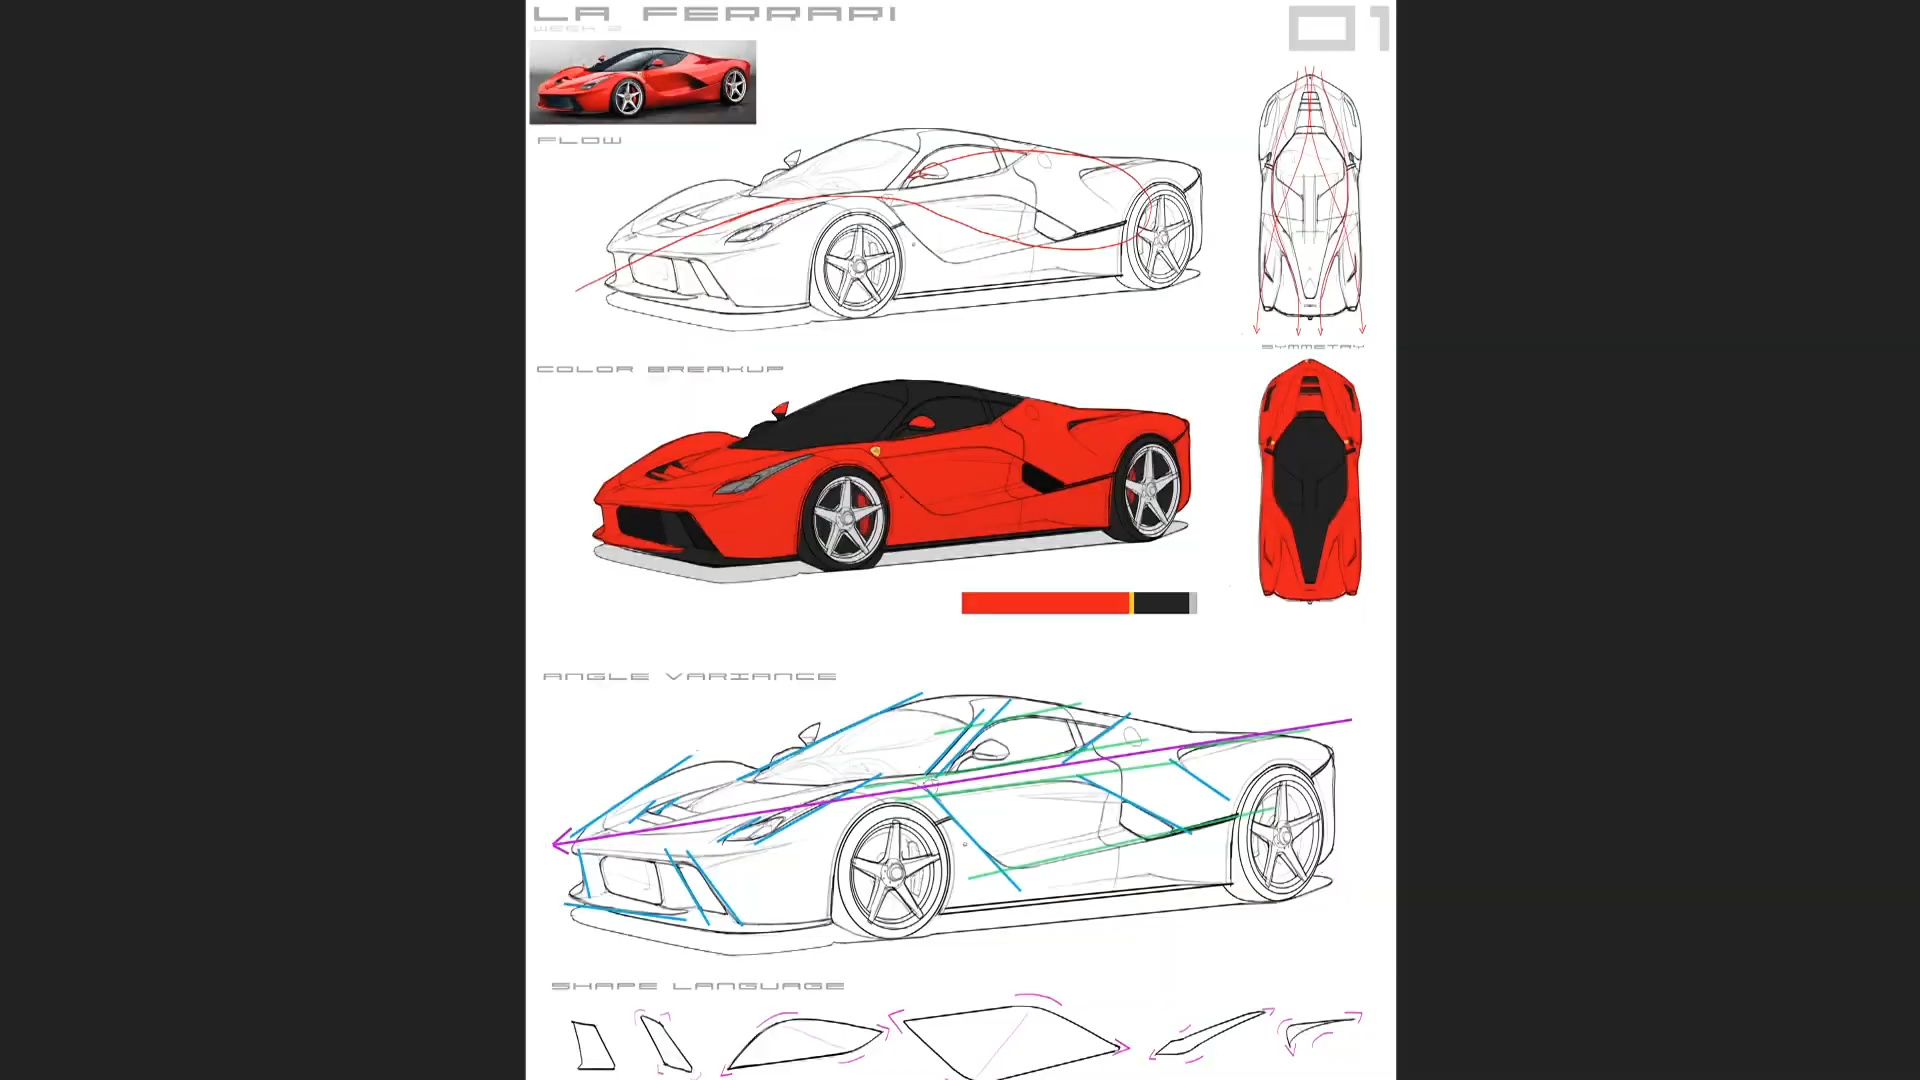 LA FERRARI
01
WEEK 2
FLOW
SYMMETRY
COLOR BREAKUP
ANGLE VARIANCE
SHAPE LANGUAGE